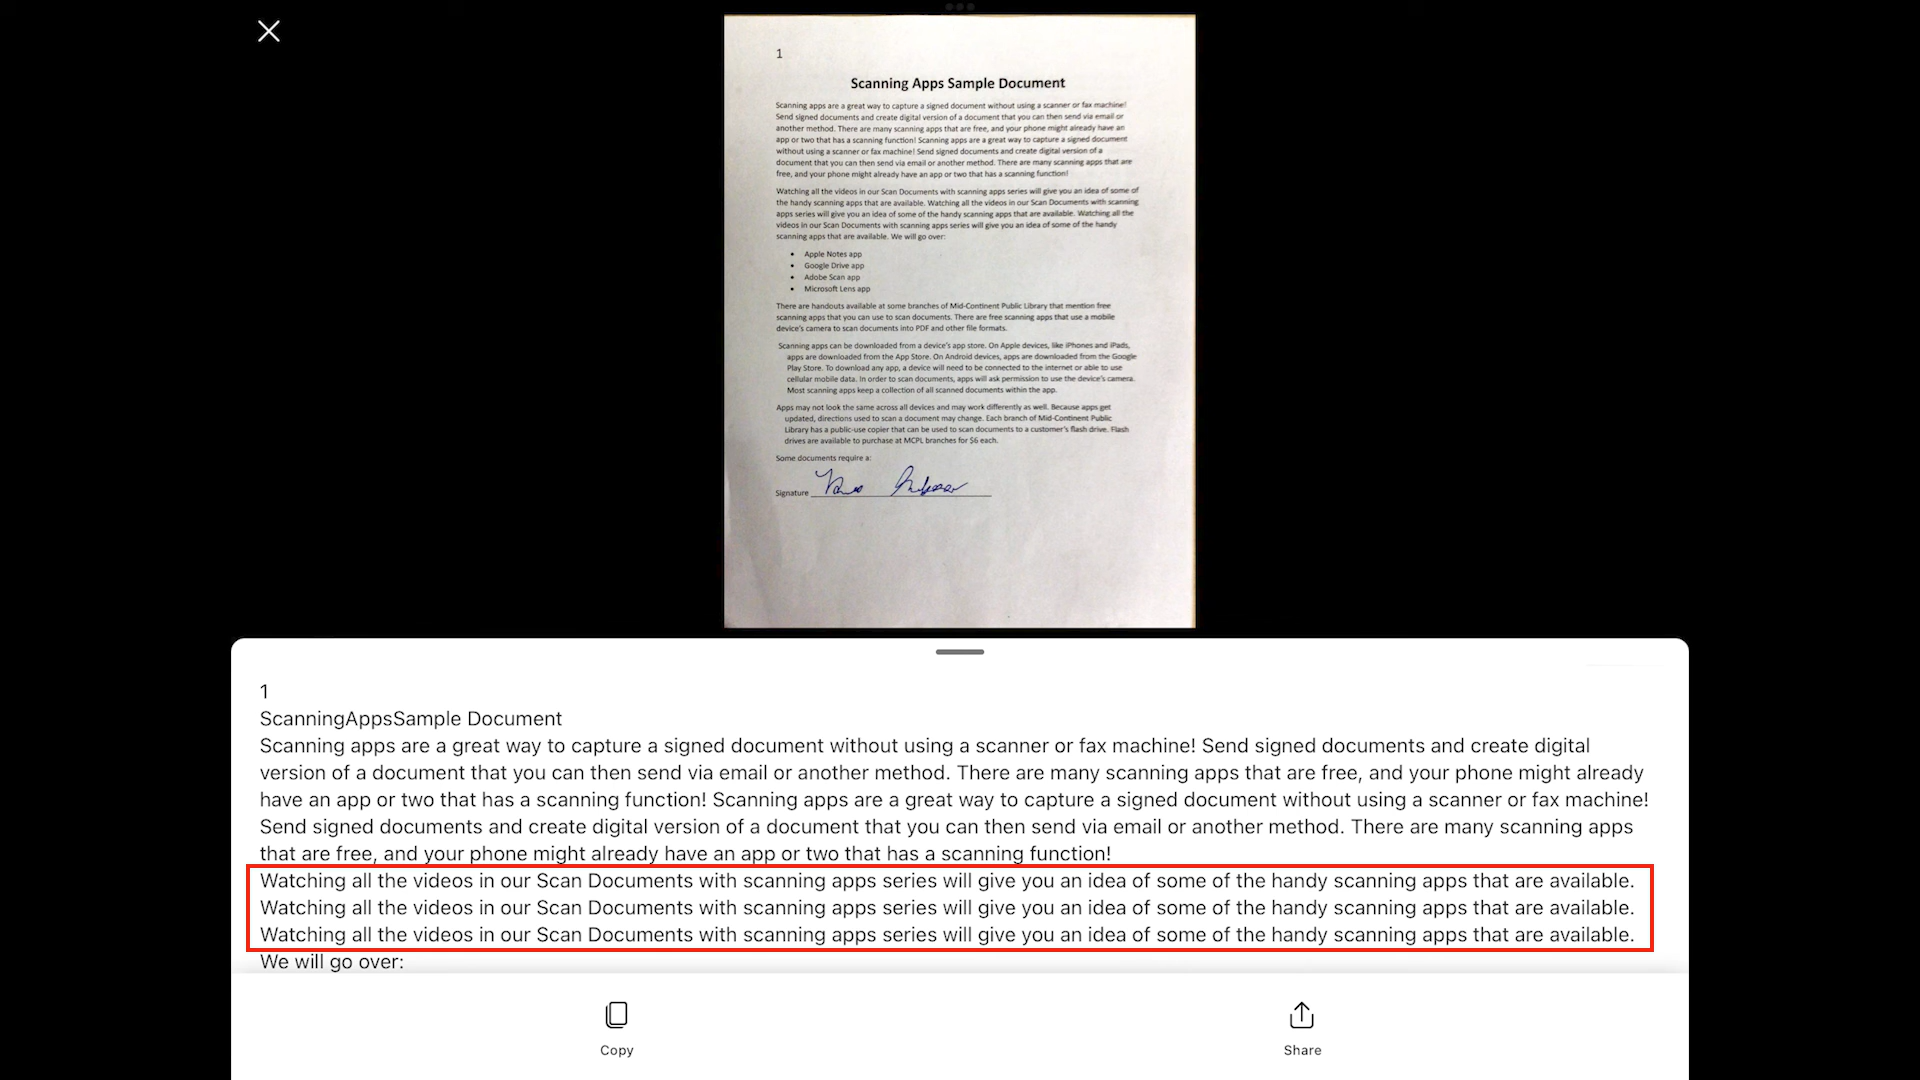 1
Scanning Apps Sample Document
Scanning apps are a great way to capture a signed document without using a scanner or fax machine!
Send signed documents and create digital version of a document that you can then send via email or
another method. There are many scanning apps that are free, and your phone might already have an
app or two that has a scanning function! Scanning apps are a great way to capture a signed document
without using a scanner or fax machine! Send signed documents and create digital version of a
document that you can then send via email or another method. There are many scanning apps that are
free, and your phone might already have an app or two that has a scanning function!
Watching all the videos in our Scan Documents with scanning apps series will give you an idea of some of
the handy scanning apps that are available. Watching all the videos in our Scan Documents with scanning
apps series will give you an idea of some of the handy scanning apps that are available. Watching all the
videos in our Scan Documents with scanning apps series will give you an idea of some of the handy
scanning apps that are available. We will go over:
• Apple Notes app
• Google Drive app
• Adobe Scan app
• Microsoft Lens app
There are handouts available at some branches of Mid-Continent Public Library that mention free
scanning apps that you can use to scan documents. There are free scanning apps that use a mobile
device's camera to scan documents into PDF and other file formats.
Scanning apps can be downloaded from a device's app store. On Apple devices, like iPhones and iPads,
apps are downloaded from the App Store. On Android devices, apps are downloaded from the Google
Play Store. To download any app, a device will need to be connected to the internet or able to use
cellular mobile data. In order to scan documents, apps will ask permission to use the device's camera.
Most scanning apps keep a collection of all scanned documents within the app.
Apps may not look the same across all devices and may work differently as well. Because apps get
updated, directions used to scan a document may change. Each branch of Mid-Continent Public
Library has a public-use copier that can be used to scan documents to a customer's flash drive. Flash
drives are available to purchase at MCPL branches for $6 each.
Some documents require a:
Signature
1
ScanningAppsSample Document
Scanning apps are a great way to capture a signed document without using a scanner or fax machine! Send signed documents and create digital
version of a document that you can then send via email or another method. There are many scanning apps that are free, and your phone might already
have an app or two that has a scanning function! Scanning apps are a great way to capture a signed document without using a scanner or fax machine!
Send signed documents and create digital version of a document that you can then send via email or another method. There are many scanning apps
that are free, and your phone might already have an app or two that has a scanning function!
Watching all the videos in our Scan Documents with scanning apps series will give you an idea of some of the handy scanning apps that are available.
Watching all the videos in our Scan Documents with scanning apps series will give you an idea of some of the handy scanning apps that are available.
Watching all the videos in our Scan Documents with scanning apps series will give you an idea of some of the handy scanning apps that are available.
We will go over:
Copy
Share